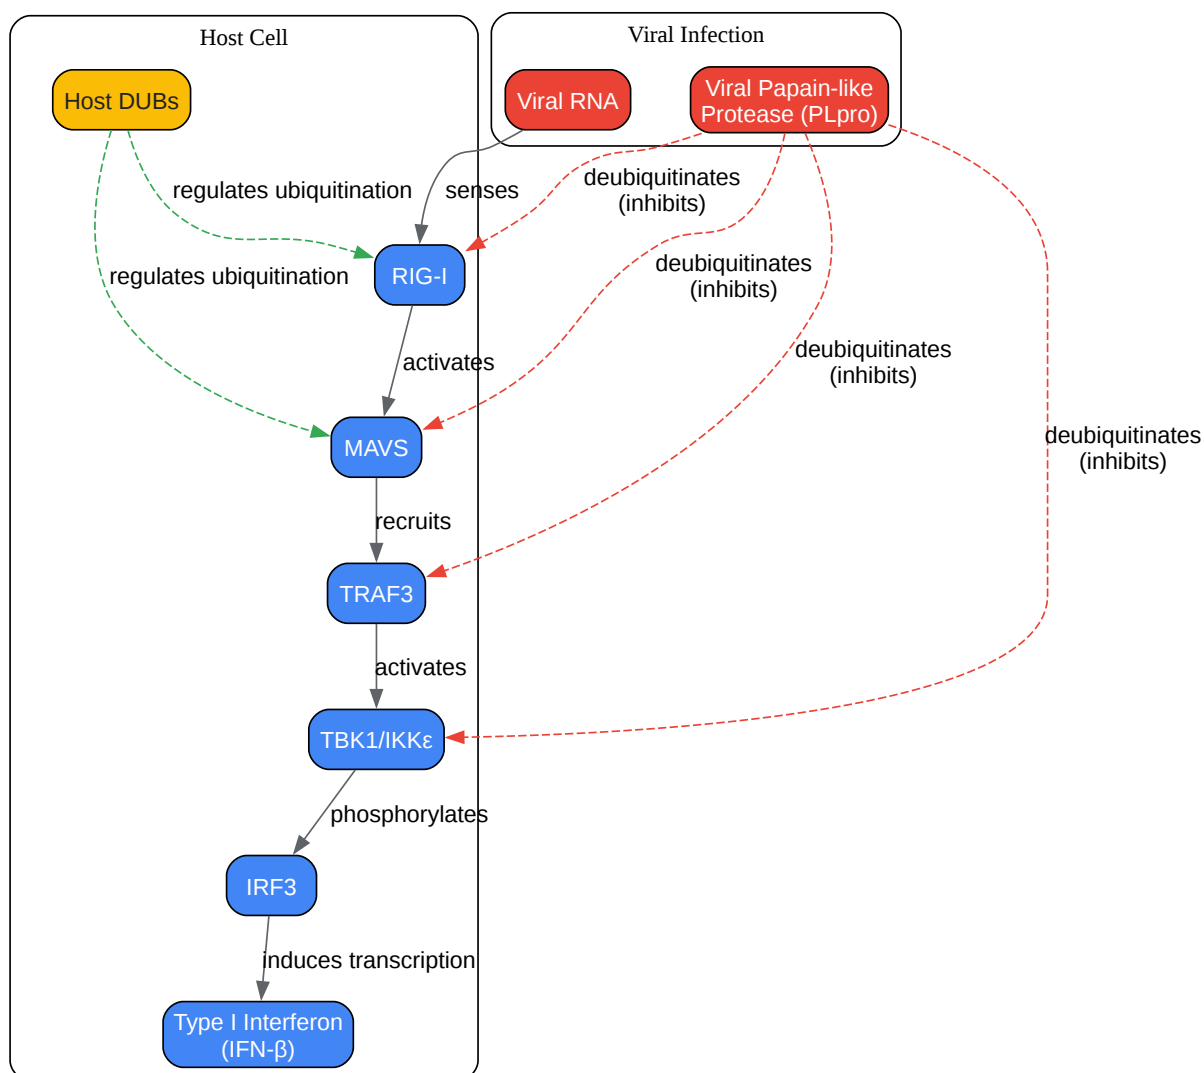 Host Cell
Viral Infection
Host DUBs
Viral RNA
Viral Papain-like
Protease (PLpro)
regulates ubiquitination
senses
deubiquitinates
(inhibits)
regulates ubiquitination
RIG-I
deubiquitinates
(inhibits)
activates
deubiquitinates
(inhibits)
MAVS
deubiquitinates
(inhibits)
recruits
TRAF3
activates
TBK1/IKKε
phosphorylates
IRF3
induces transcription
Type I Interferon
(IFN-β)